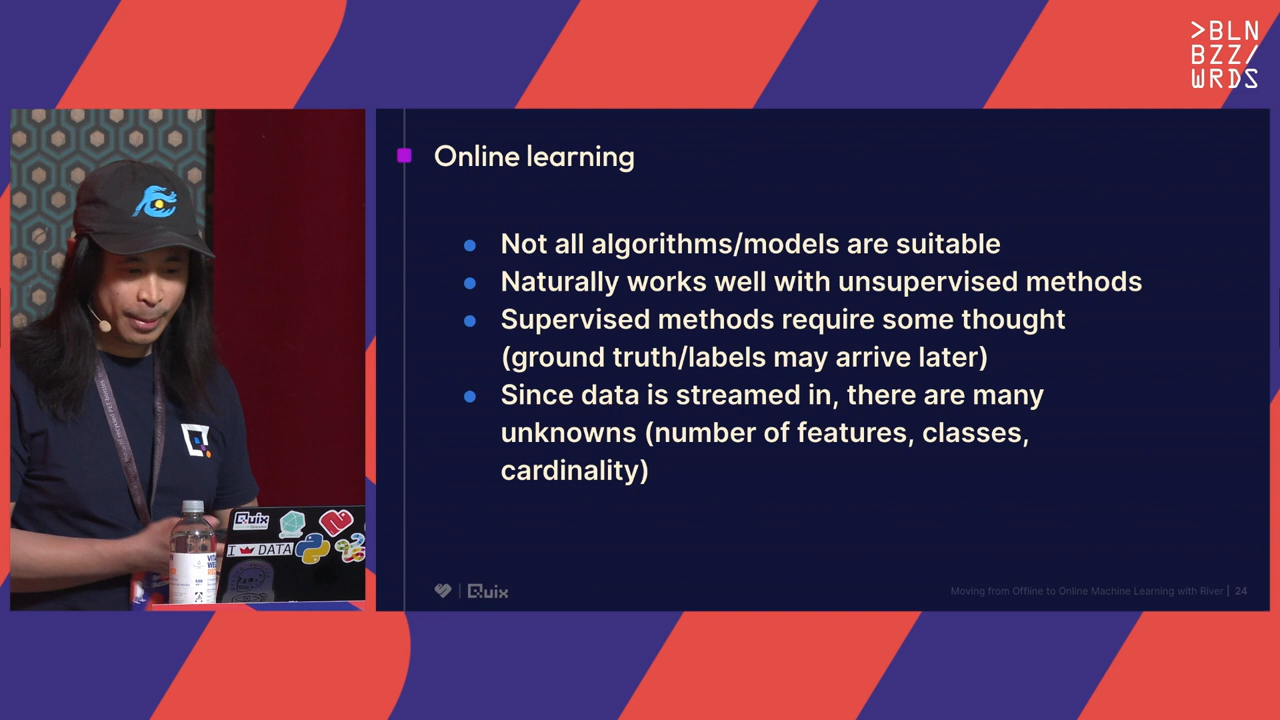 >BLN
BZZ/
WRDS
Online learning
Not all algorithms/models are suitable
Naturally works well with unsupervised methods
Supervised methods require some thought
(ground truth/labels may arrive later)
Since data is streamed in, there are many
unknowns (number of features, classes,
cardinality)
Quix
I DATA
Quix
Moving from Offline to Online Machine Learning with River | 24